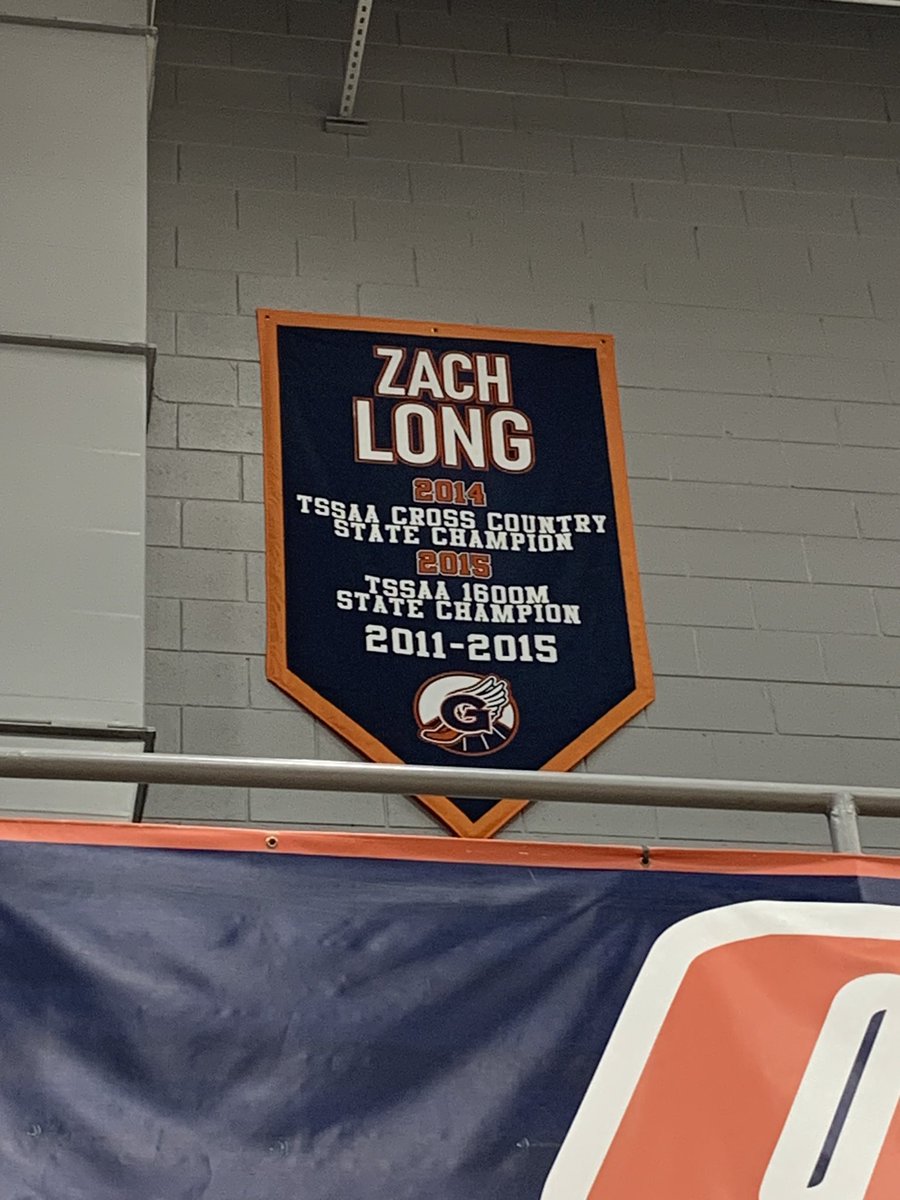 ZACH
LONG
2014
TSSAA CROSS COUNTRY
STATE CHAMPION
2015
TSSAA 1600M
STATE CHAMPION
2011-2015
G